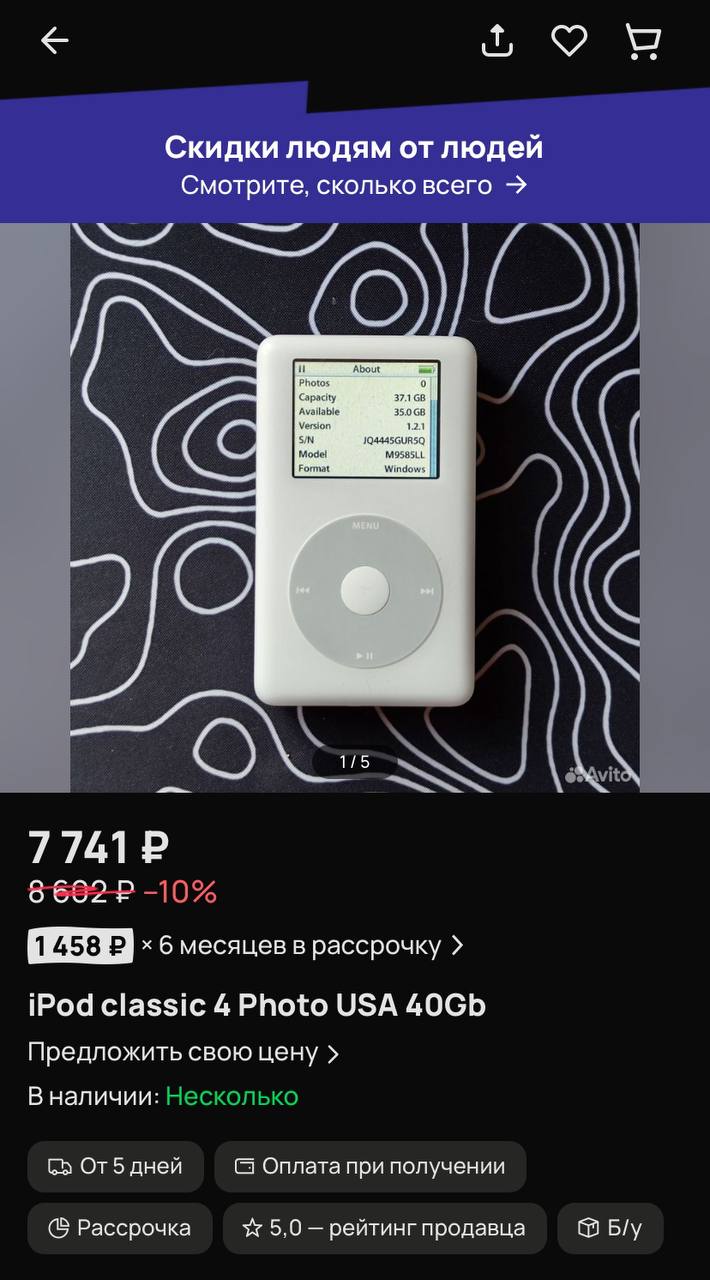 Скидки людям от людей
Смотрите, сколько всего →
About
Photos 0
Capacity 37.1 GB
Available 35.0 GB
Version 1.2.1
S/N JQ4445GUR5Q
Model M9585LL
Format Windows
MENU
1 / 5
Avito
7 741 ₽
8 602 ₽ −10%
1 458 ₽ × 6 месяцев в рассрочку
iPod classic 4 Photo USA 40Gb
Предложить свою цену
В наличии: Несколько
От 5 дней
Оплата при получении
Рассрочка
5,0 — рейтинг продавца
Б/у